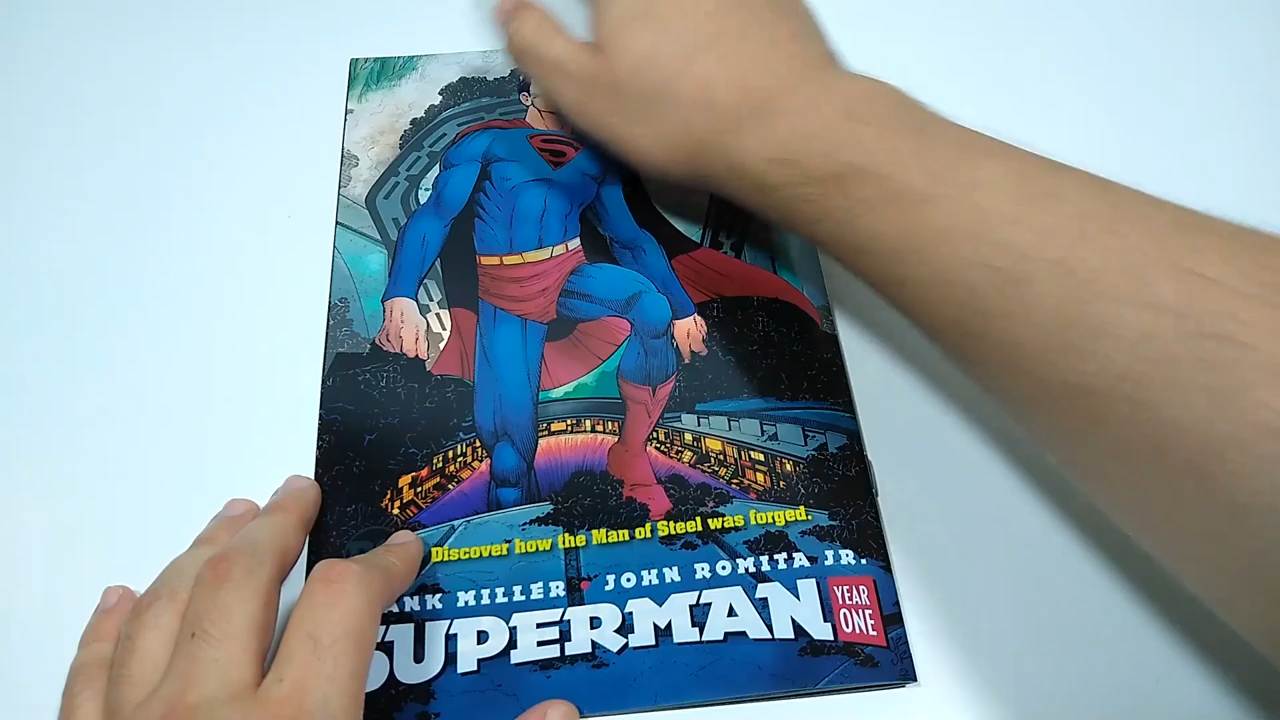 Discover how the Man of Steel was forged.
MILLER • JOHN ROMITA JR.
SUPERMAN
YEAR
ONE